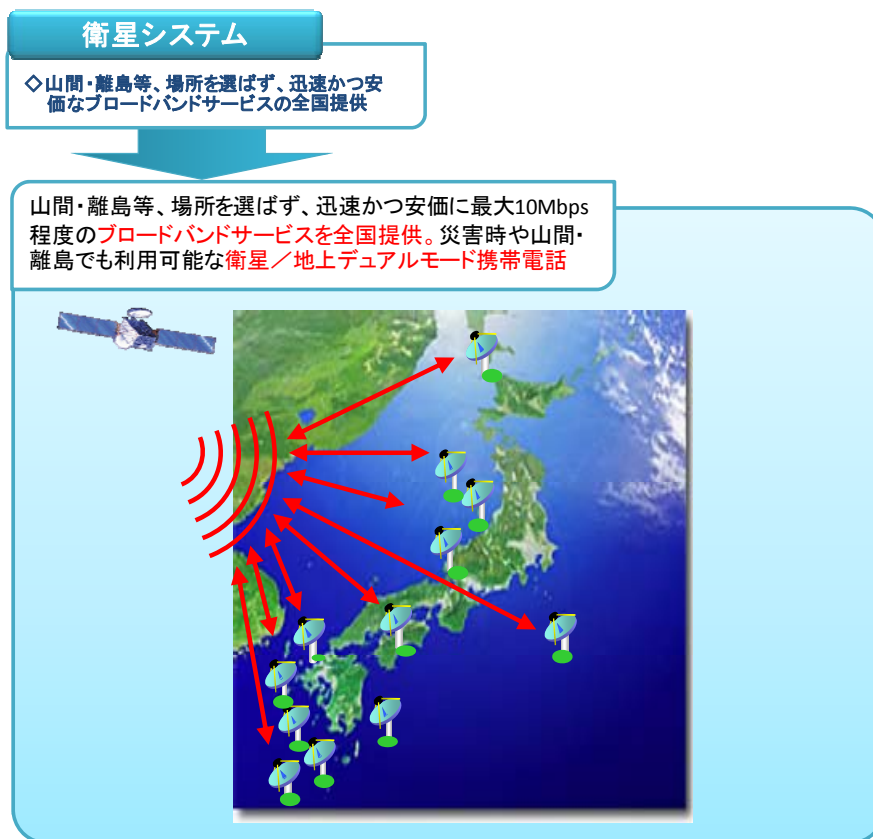 衛星システム
◇山間・離島等、場所を選ばず、迅速かつ安
価なブロードバンドサービスの全国提供
山間・離島等、場所を選ばず、迅速かつ安価に最大10Mbps
程度のブロードバンドサービスを全国提供。災害時や山間・
離島でも利用可能な衛星／地上デュアルモード携帯電話